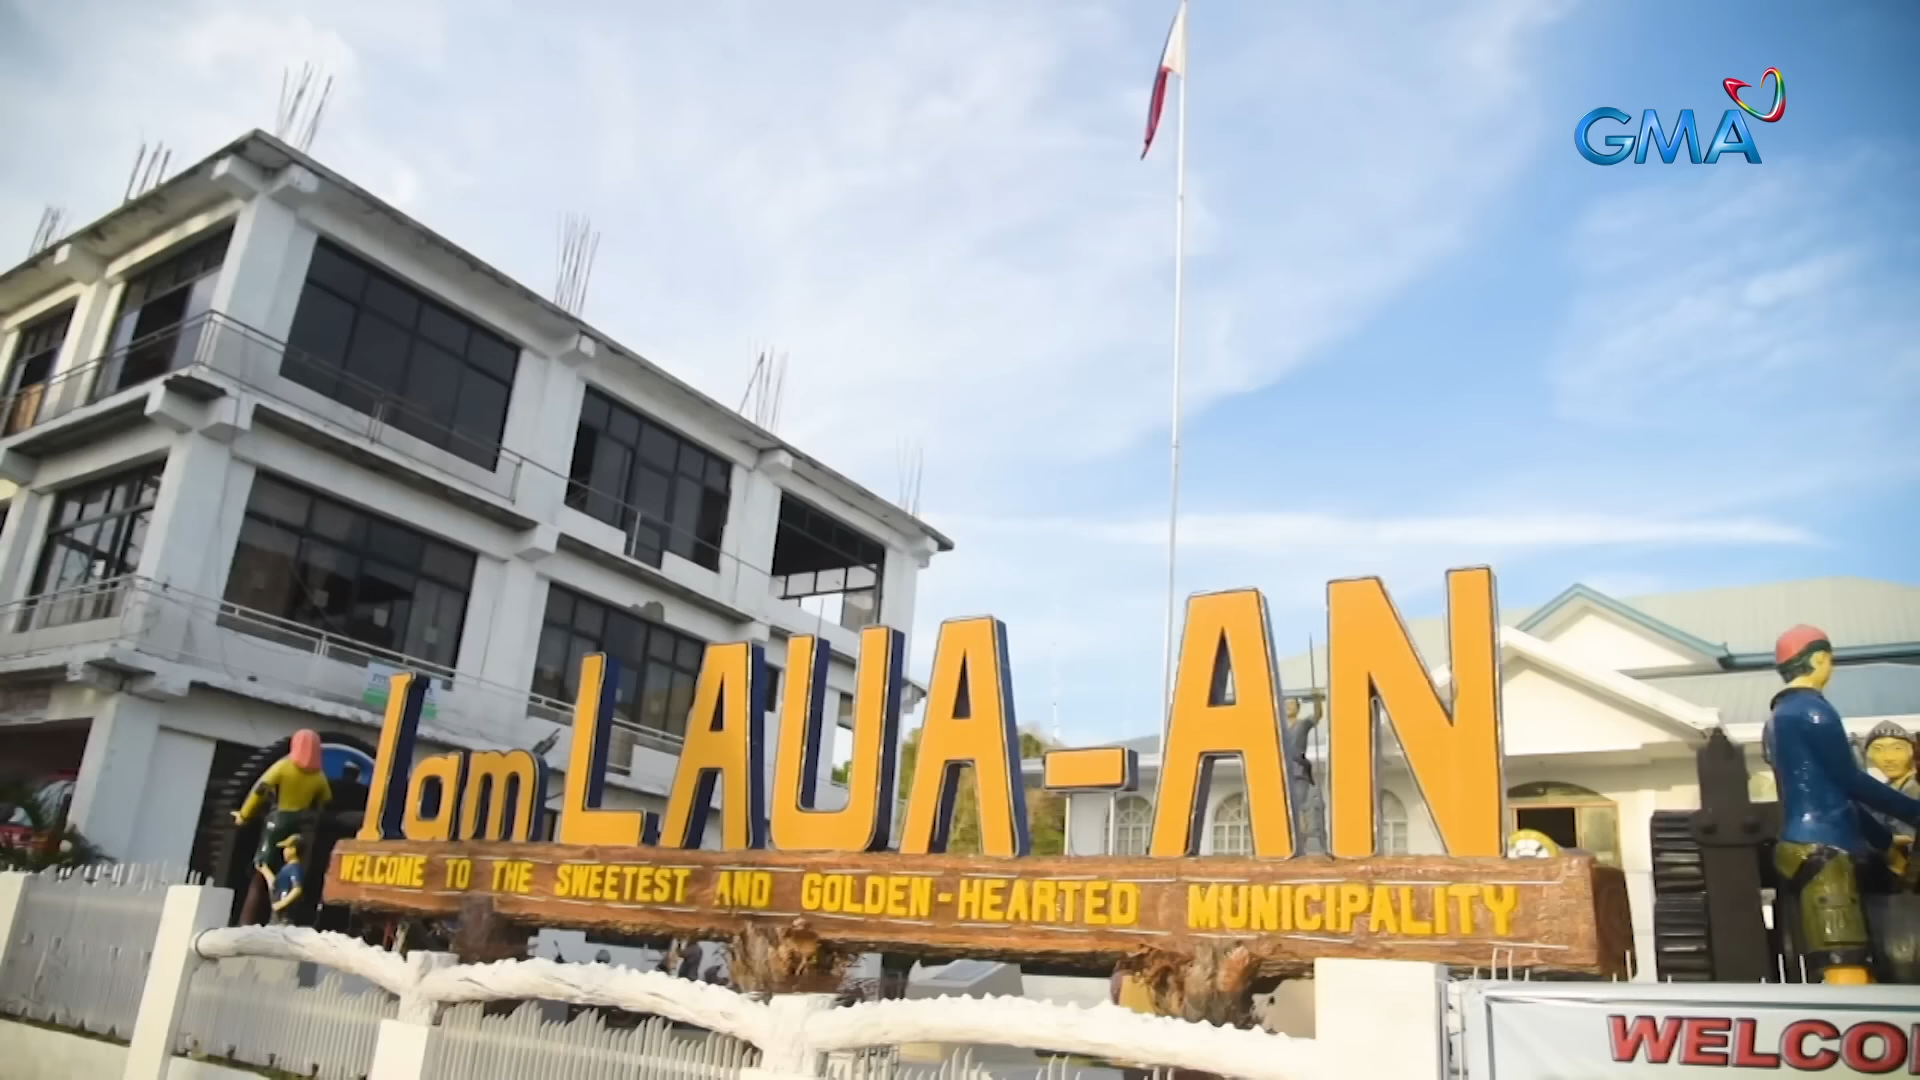 GMA
I am LAUA-AN
WELCOME TO THE SWEETEST AND GOLDEN-HEARTED MUNICIPALITY
WELCO